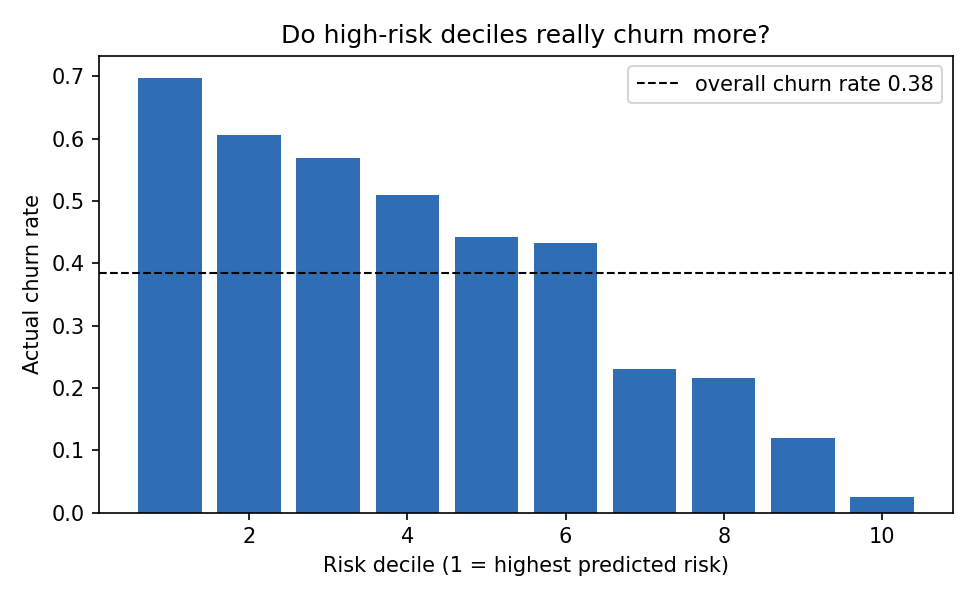 Do high-risk deciles really churn more?
overall churn rate 0.38
Actual churn rate
0.7
0.6
0.5
0.4
0.3
0.2
0.1
0.0
2 4 6 8 10
Risk decile (1 = highest predicted risk)